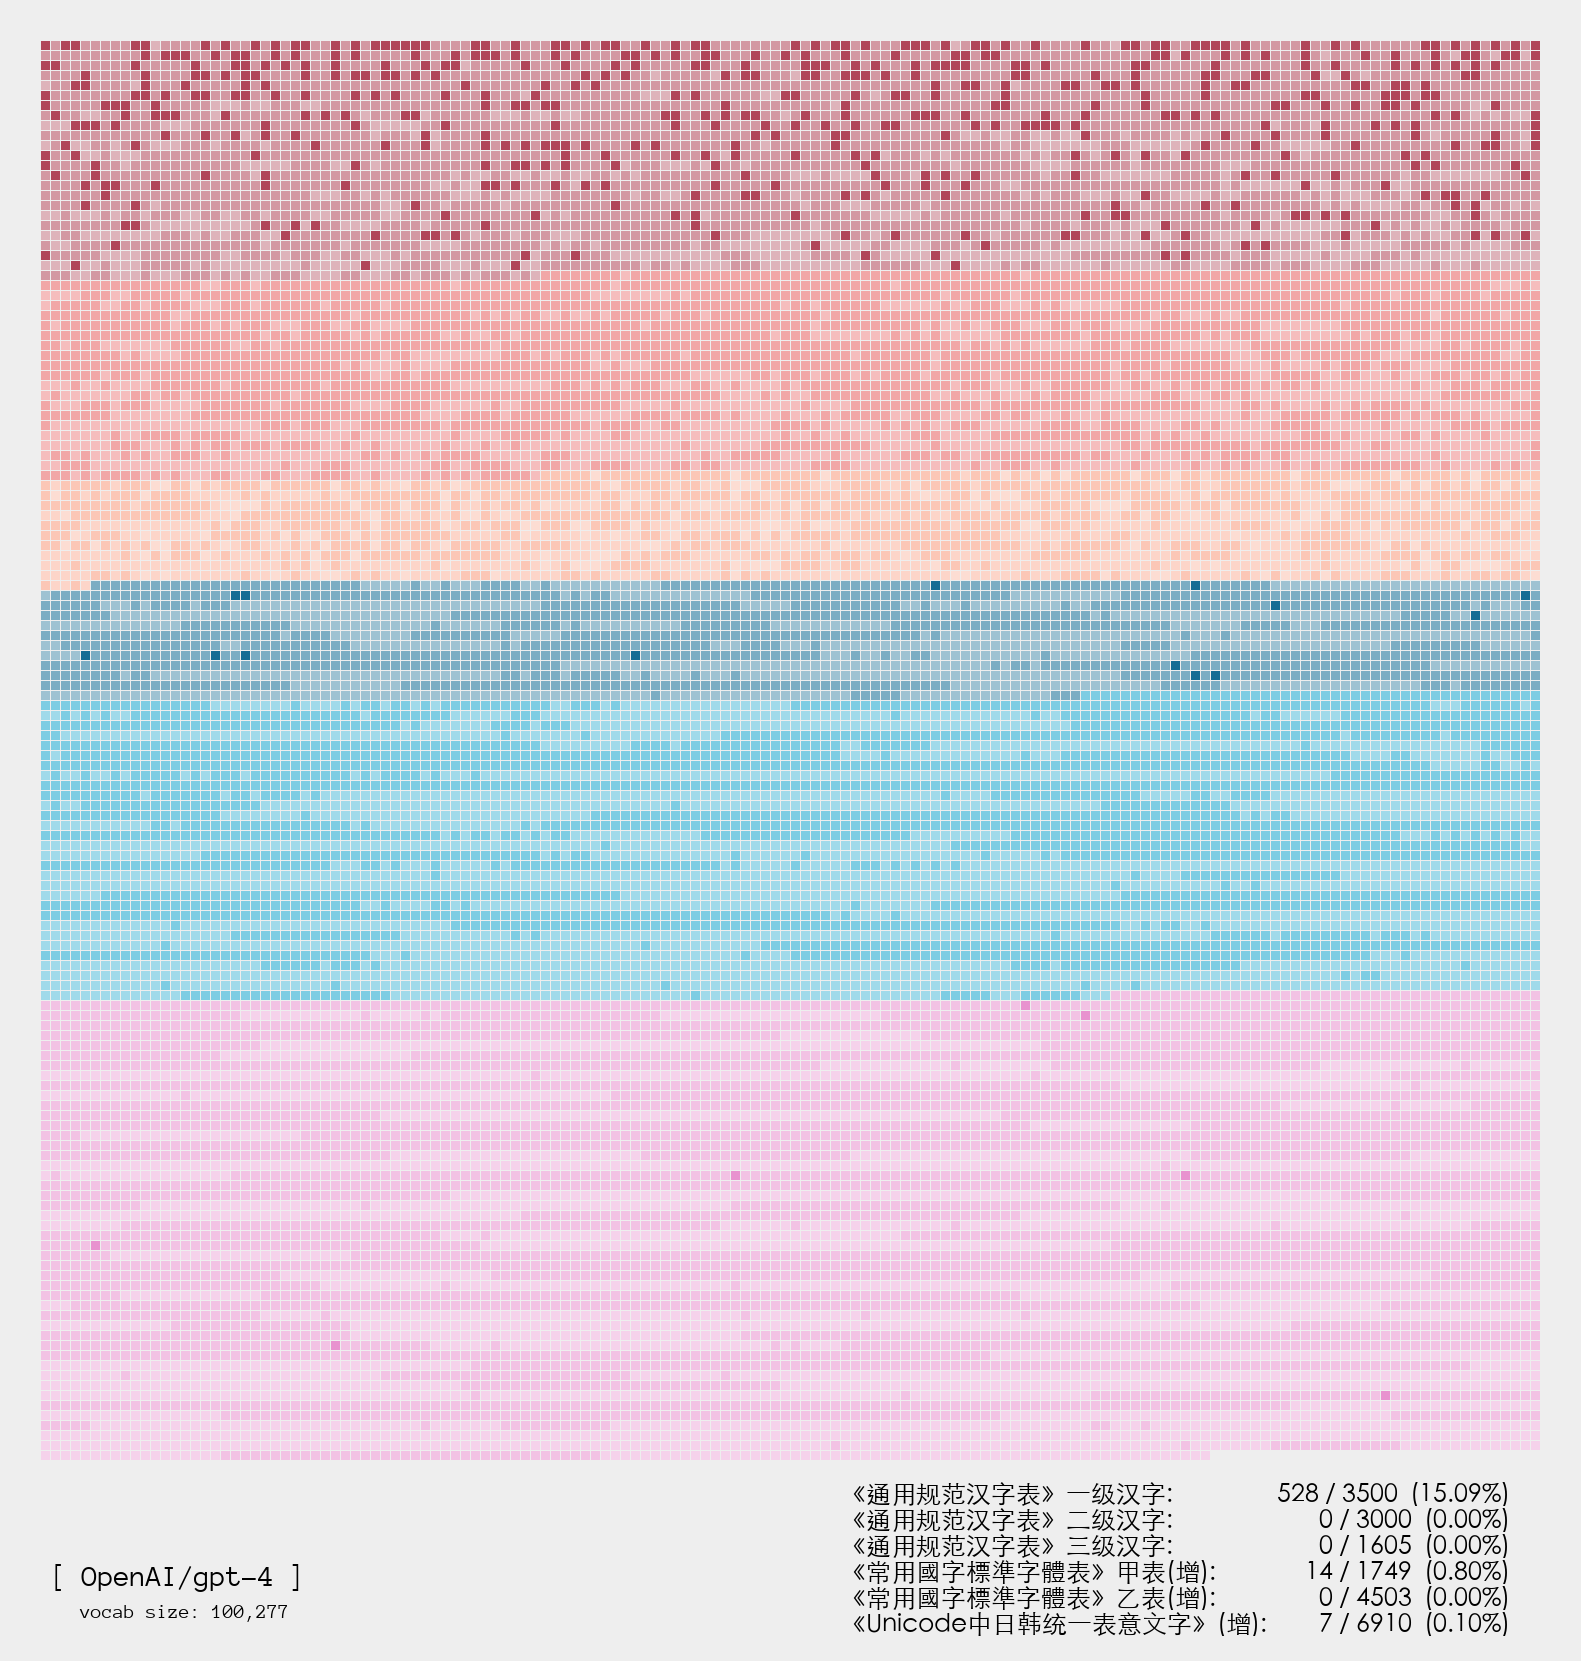 《通用规范汉字表》一级汉字: 528 / 3500 (15.09%)
《通用规范汉字表》二级汉字: 0 / 3000 (0.00%)
《通用规范汉字表》三级汉字: 0 / 1605 (0.00%)
《常用國字標準字體表》甲表(增): 14 / 1749 (0.80%)
《常用國字標準字體表》乙表(增): 0 / 4503 (0.00%)
《Unicode中日韩统一表意文字》(增): 7 / 6910 (0.10%)
[ OpenAI/gpt-4 ]
vocab size: 100,277